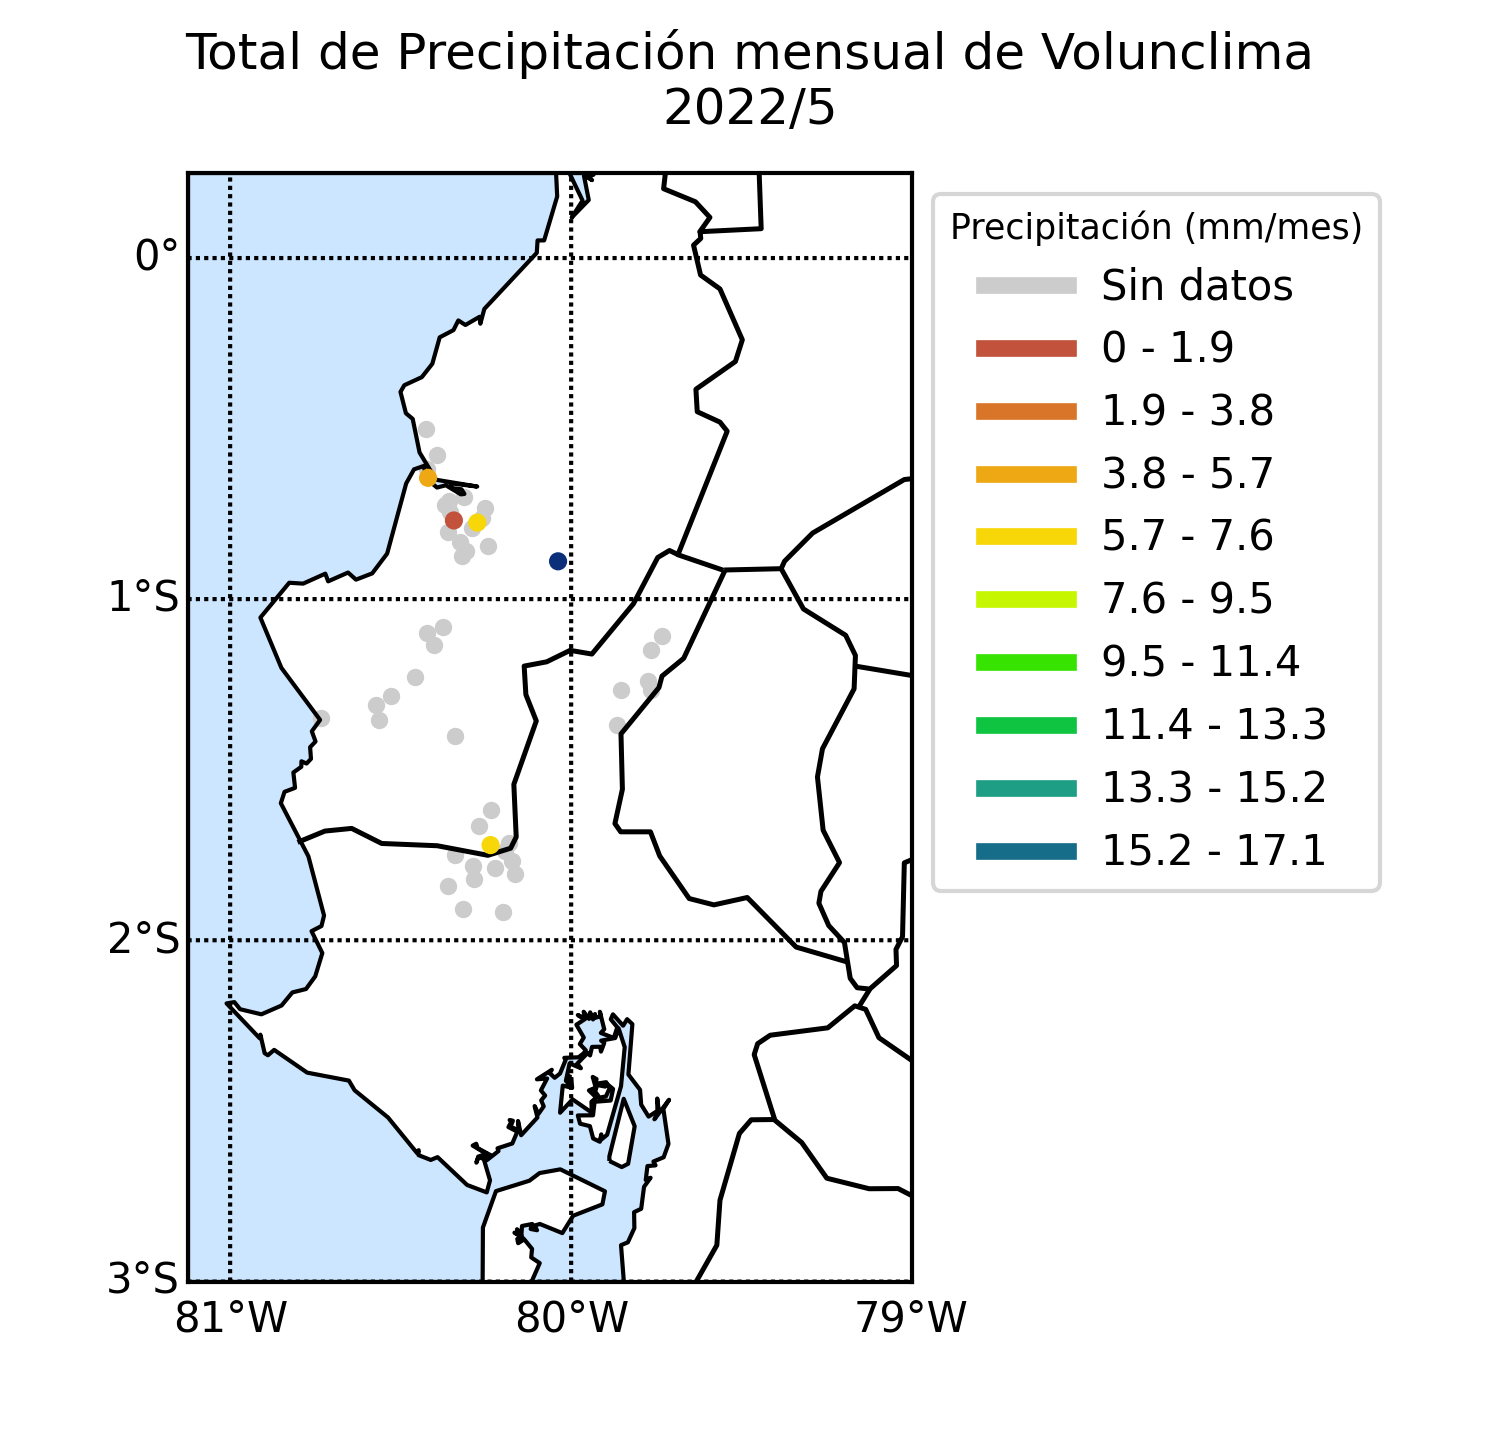 Total de Precipitación mensual de Volunclima
2022/5
0°
1°S
2°S
3°S
81°W
80°W
79°W
Precipitación (mm/mes)
Sin datos
0 - 1.9
1.9 - 3.8
3.8 - 5.7
5.7 - 7.6
7.6 - 9.5
9.5 - 11.4
11.4 - 13.3
13.3 - 15.2
15.2 - 17.1